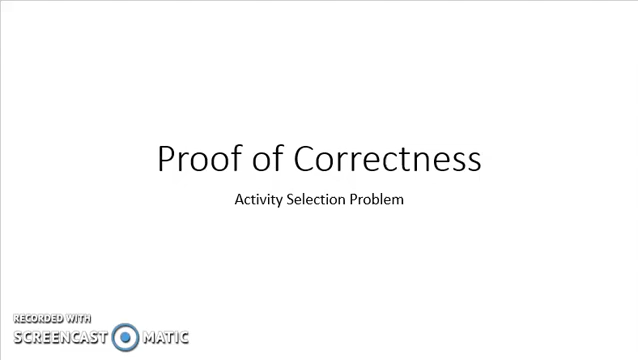 Proof of Correctness
Activity Selection Problem
RECORDED WITH
SCREENCAST MATIC